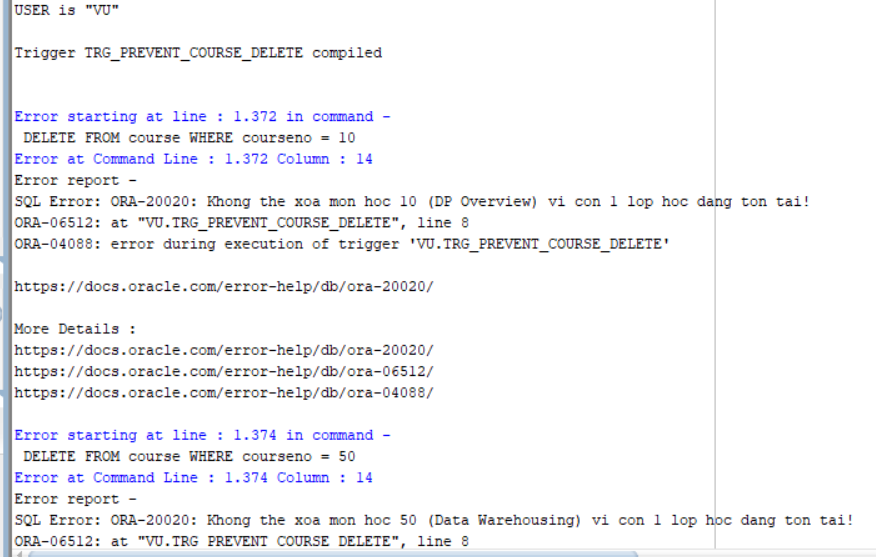 USER is "VU"
Trigger TRG_PREVENT_COURSE_DELETE compiled
Error starting at line : 1.372 in command -
DELETE FROM course WHERE courseno = 10
Error at Command Line : 1.372 Column : 14
Error report -
SQL Error: ORA-20020: Khong the xoa mon hoc 10 (DP Overview) vi con 1 lop hoc dang ton tai!
ORA-06512: at "VU.TRG_PREVENT_COURSE_DELETE", line 8
ORA-04088: error during execution of trigger 'VU.TRG_PREVENT_COURSE_DELETE'
https://docs.oracle.com/error-help/db/ora-20020/
More Details :
https://docs.oracle.com/error-help/db/ora-20020/
https://docs.oracle.com/error-help/db/ora-06512/
https://docs.oracle.com/error-help/db/ora-04088/
Error starting at line : 1.374 in command -
DELETE FROM course WHERE courseno = 50
Error at Command Line : 1.374 Column : 14
Error report -
SQL Error: ORA-20020: Khong the xoa mon hoc 50 (Data Warehousing) vi con 1 lop hoc dang ton tai!
ORA-06512: at "VU.TRG_PREVENT_COURSE_DELETE", line 8